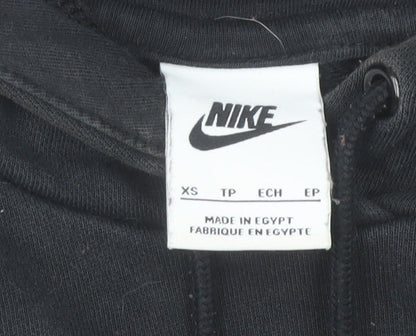 NIKE
XS TP ECH EP
MADE IN EGYPT
FABRIQUE EN EGYPTE